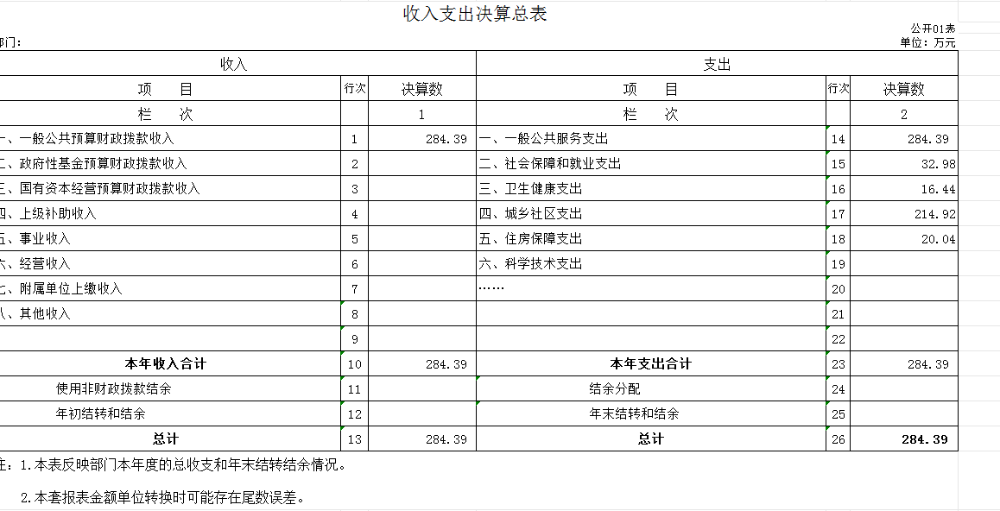 收入支出决算总表
公开01表
部门：
单位：万元
收入 支出
项 目 行次 决算数 项 目 行次 决算数
栏 次 1 栏 次 2
一、一般公共预算财政拨款收入 1 284.39 一、一般公共服务支出 14 284.39
二、政府性基金预算财政拨款收入 2 二、社会保障和就业支出 15 32.98
三、国有资本经营预算财政拨款收入 3 三、卫生健康支出 16 16.44
四、上级补助收入 4 四、城乡社区支出 17 214.92
五、事业收入 5 五、住房保障支出 18 20.04
六、经营收入 6 六、科学技术支出 19
七、附属单位上缴收入 7 …… 20
八、其他收入 8 21
9 22
本年收入合计 10 284.39 本年支出合计 23 284.39
使用非财政拨款结余 11 结余分配 24
年初结转和结余 12 年末结转和结余 25
总计 13 284.39 总计 26 284.39
注：1.本表反映部门本年度的总收支和年末结转结余情况。
2.本套报表金额单位转换时可能存在尾数误差。